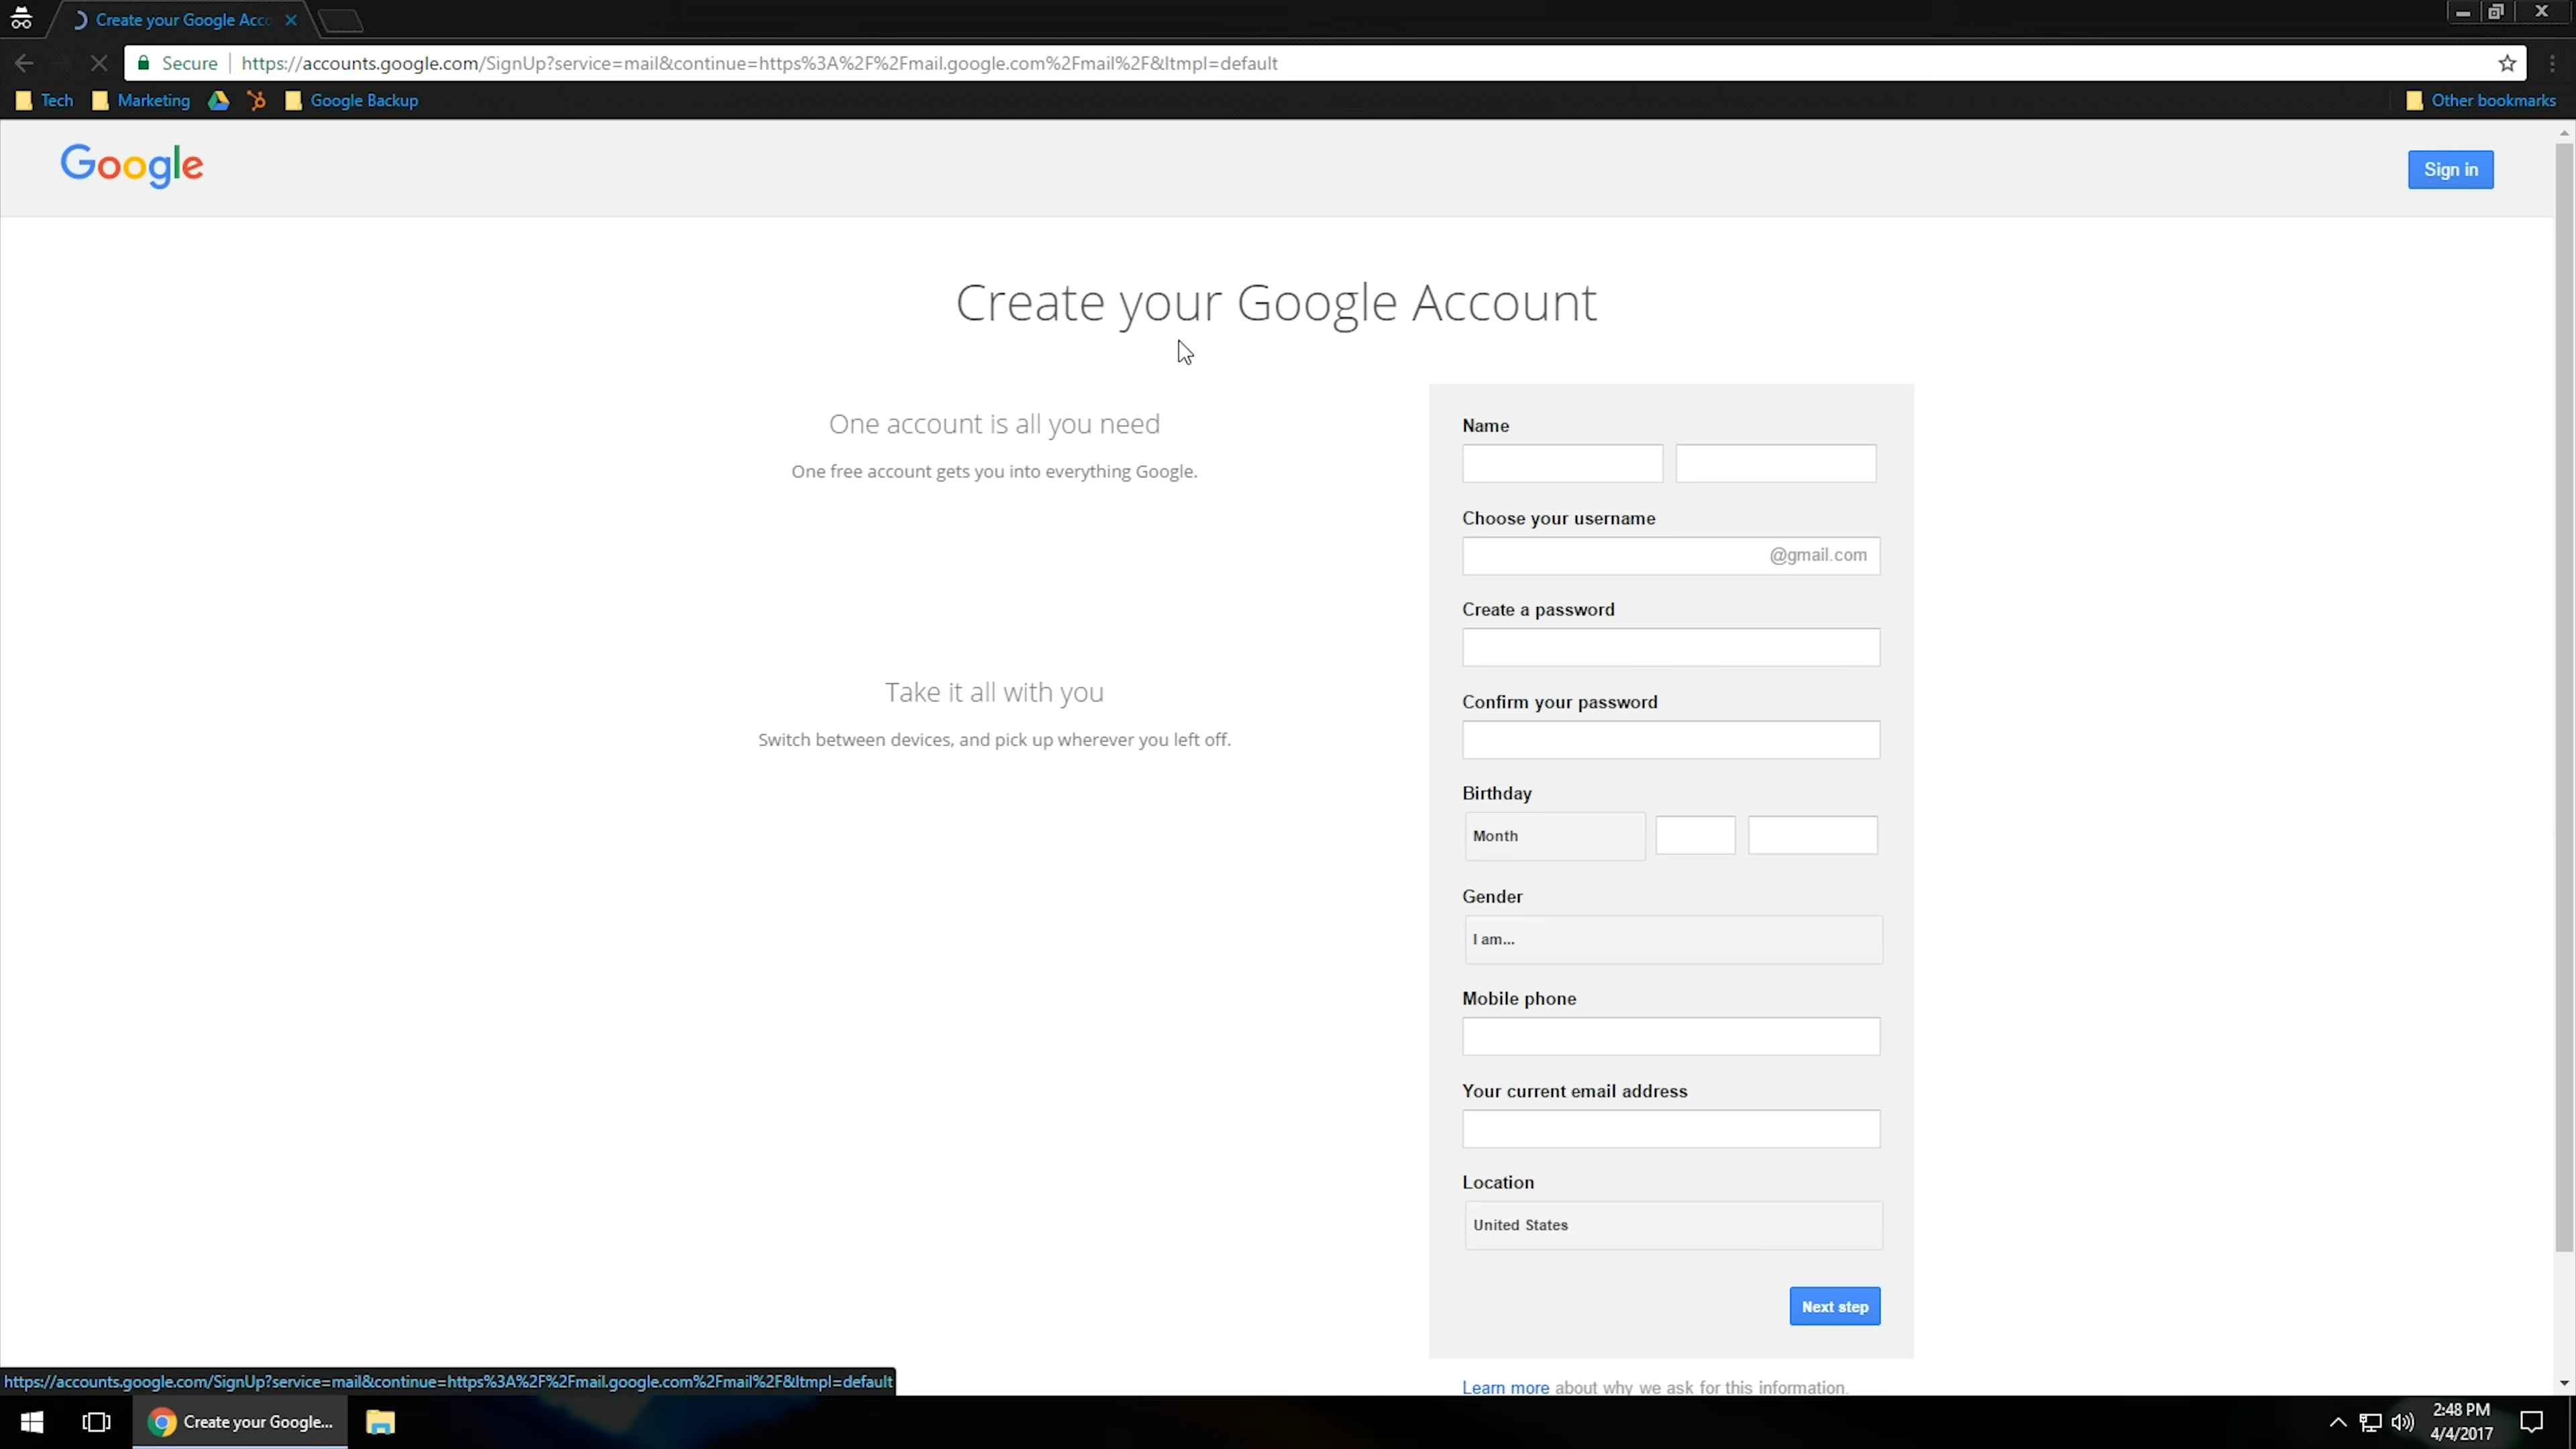 Create your Google Acc
Secure https://accounts.google.com/SignUp?service=mail&continue=https%3A%2F%2Fmail.google.com%2Fmail%2F&ltmpl=default
Tech Marketing Google Backup Other bookmarks
Google
Sign in
Create your Google Account
One account is all you need
One free account gets you into everything Google.
Take it all with you
Switch between devices, and pick up wherever you left off.
Name
Choose your username
@gmail.com
Create a password
Confirm your password
Birthday
Month
Gender
I am...
Mobile phone
Your current email address
Location
United States
Next step
Learn more about why we ask for this information.
https://accounts.google.com/SignUp?service=mail&continue=https%3A%2F%2Fmail.google.com%2Fmail%2F&ltmpl=default
Create your Google...
2:48 PM
4/4/2017